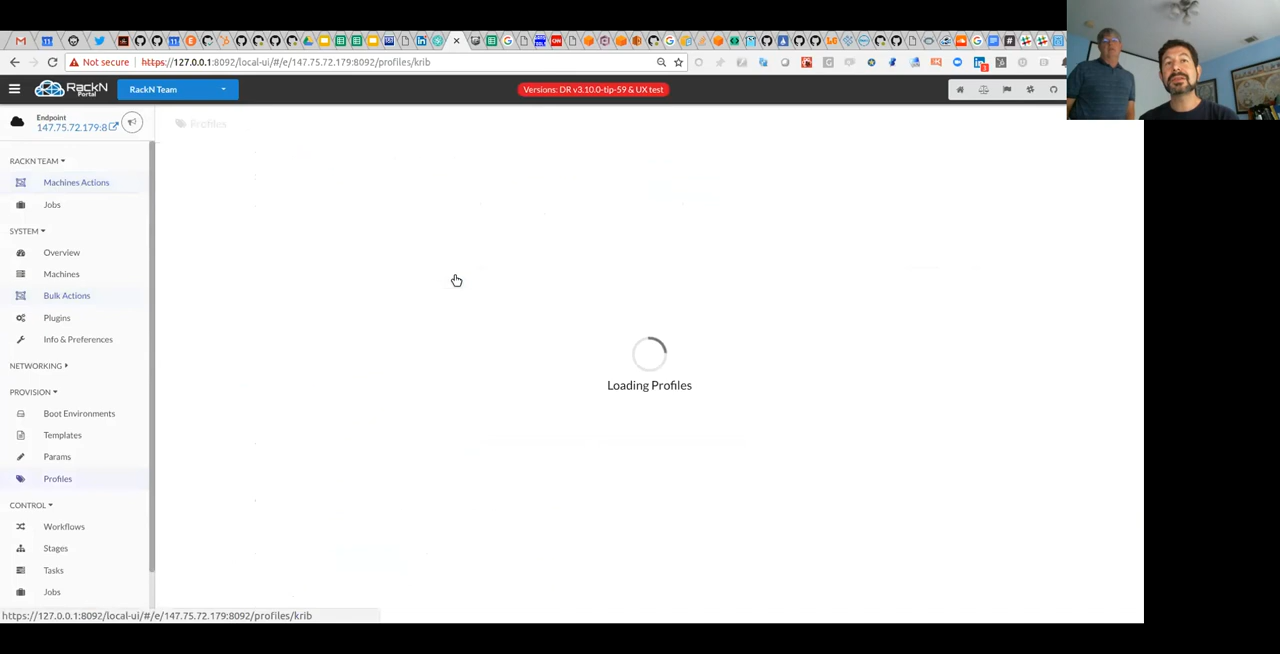 Not secure https://127.0.0.1:8092/local-ui/#/e/147.75.72.179:8092/profiles/krib
RackN
Portal
RackN Team
Versions: DR v3.10.0-tip-59 & UX test
Endpoint
147.75.72.179:8
Profiles
RACKN TEAM
Machines Actions
Jobs
SYSTEM
Overview
Machines
Bulk Actions
Plugins
Info & Preferences
NETWORKING
PROVISION
Boot Environments
Templates
Params
Profiles
CONTROL
Workflows
Stages
Tasks
Jobs
Loading Profiles
https://127.0.0.1:8092/local-ui/#/e/147.75.72.179:8092/profiles/krib